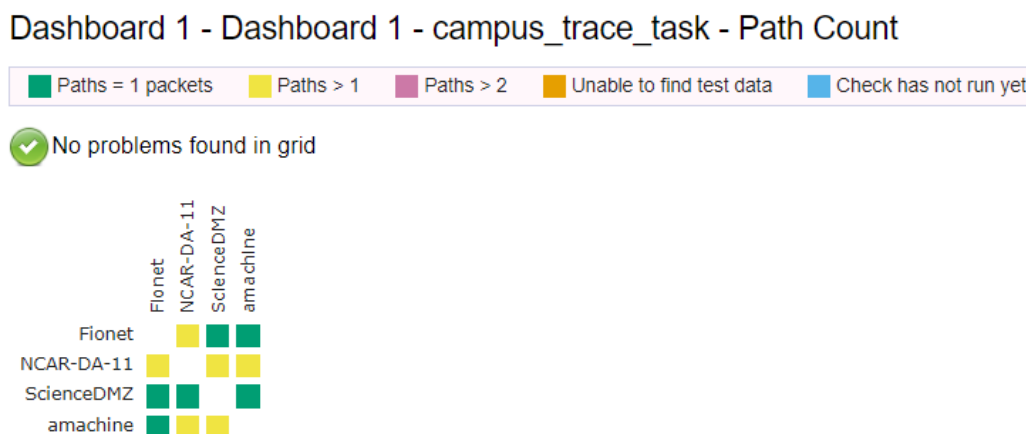 Dashboard 1 - Dashboard 1 - campus_trace_task - Path Count
Paths = 1 packets Paths > 1 Paths > 2 Unable to find test data Check has not run yet
No problems found in grid
Fionet
NCAR-DA-11
ScienceDMZ
amachine
Fionet
NCAR-DA-11
ScienceDMZ
amachine